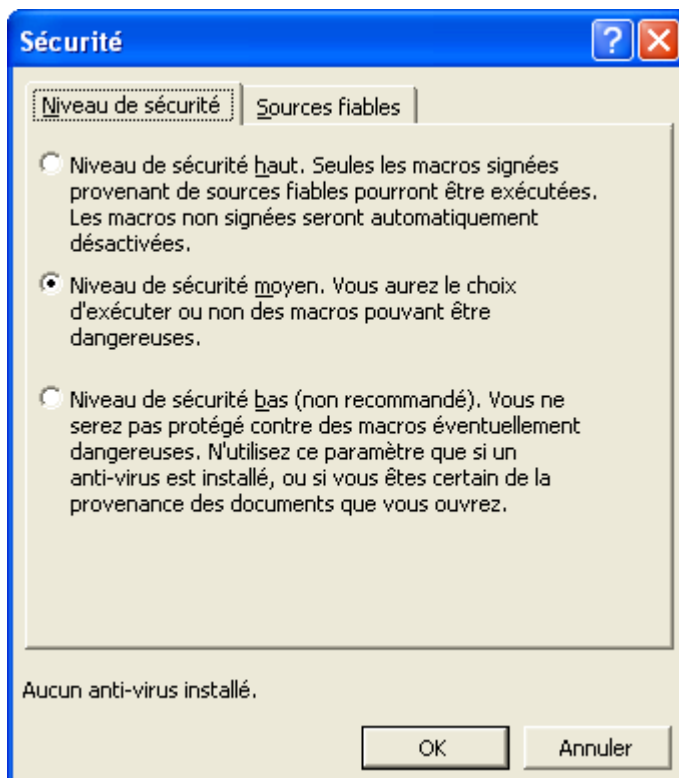 Sécurité
Niveau de sécurité
Sources fiables
Niveau de sécurité haut. Seules les macros signées
provenant de sources fiables pourront être exécutées.
Les macros non signées seront automatiquement
désactivées.
Niveau de sécurité moyen. Vous aurez le choix
d'exécuter ou non des macros pouvant être
dangereuses.
Niveau de sécurité bas (non recommandé). Vous ne
serez pas protégé contre des macros éventuellement
dangereuses. N'utilisez ce paramètre que si un
anti-virus est installé, ou si vous êtes certain de la
provenance des documents que vous ouvrez.
Aucun anti-virus installé.
OK
Annuler